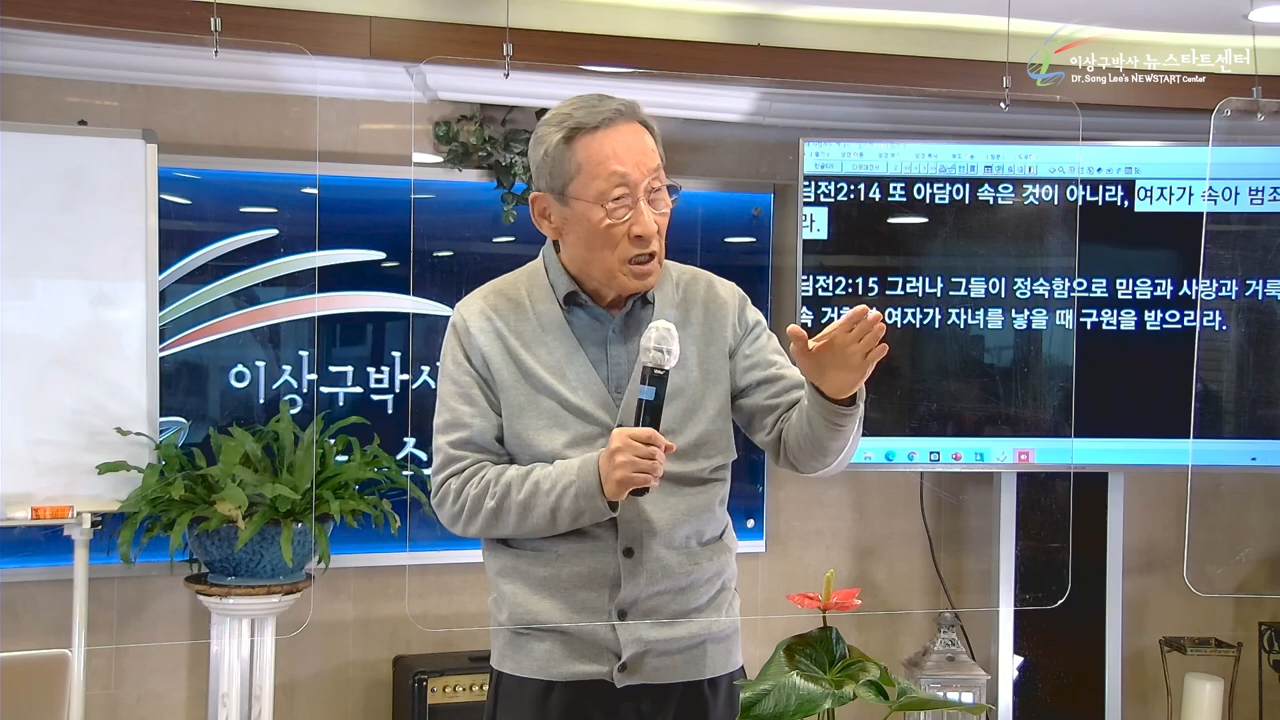 이상구박사 뉴스타트센터
Dr. Sang Lee's NEWSTART Center
딤전2:14 또 아담이 속은 것이 아니라, 여자가 속아 범죄
라.
딤전2:15 그러나 그들이 정숙함으로 믿음과 사랑과 거룩
속 여자가 자녀를 낳을 때 구원을 받으리라.
이상구박사